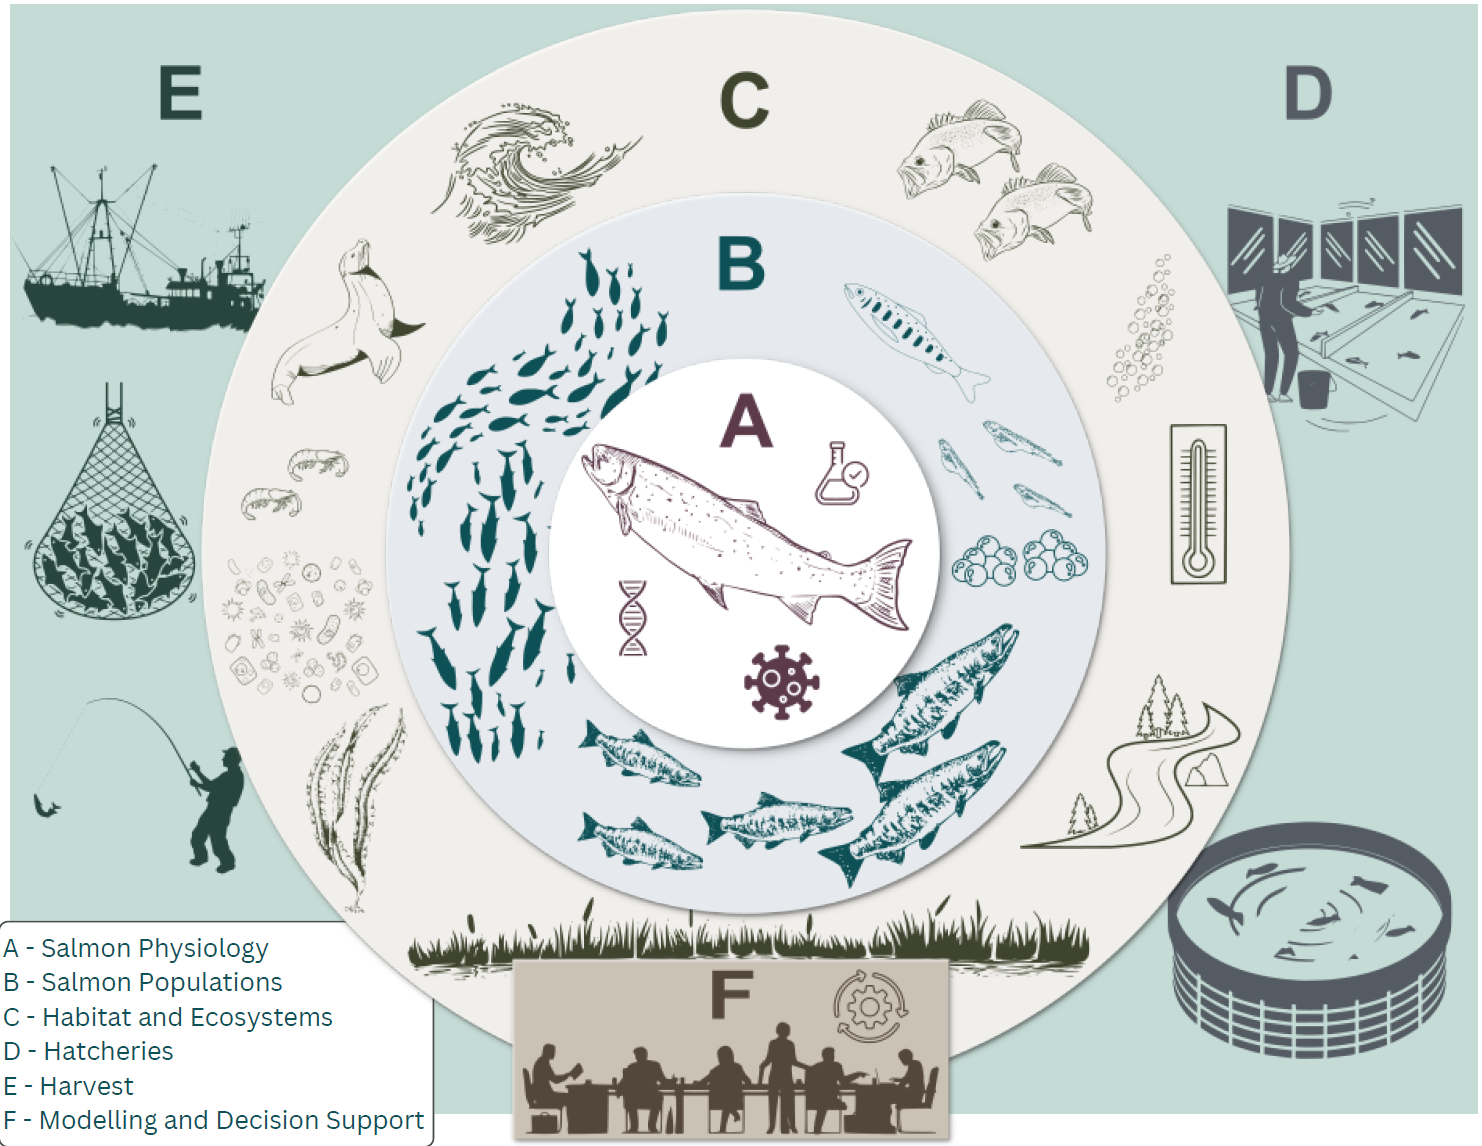 E
C
D
B
A
A - Salmon Physiology
B - Salmon Populations
C - Habitat and Ecosystems
D - Hatcheries
E - Harvest
F - Modelling and Decision Support
F